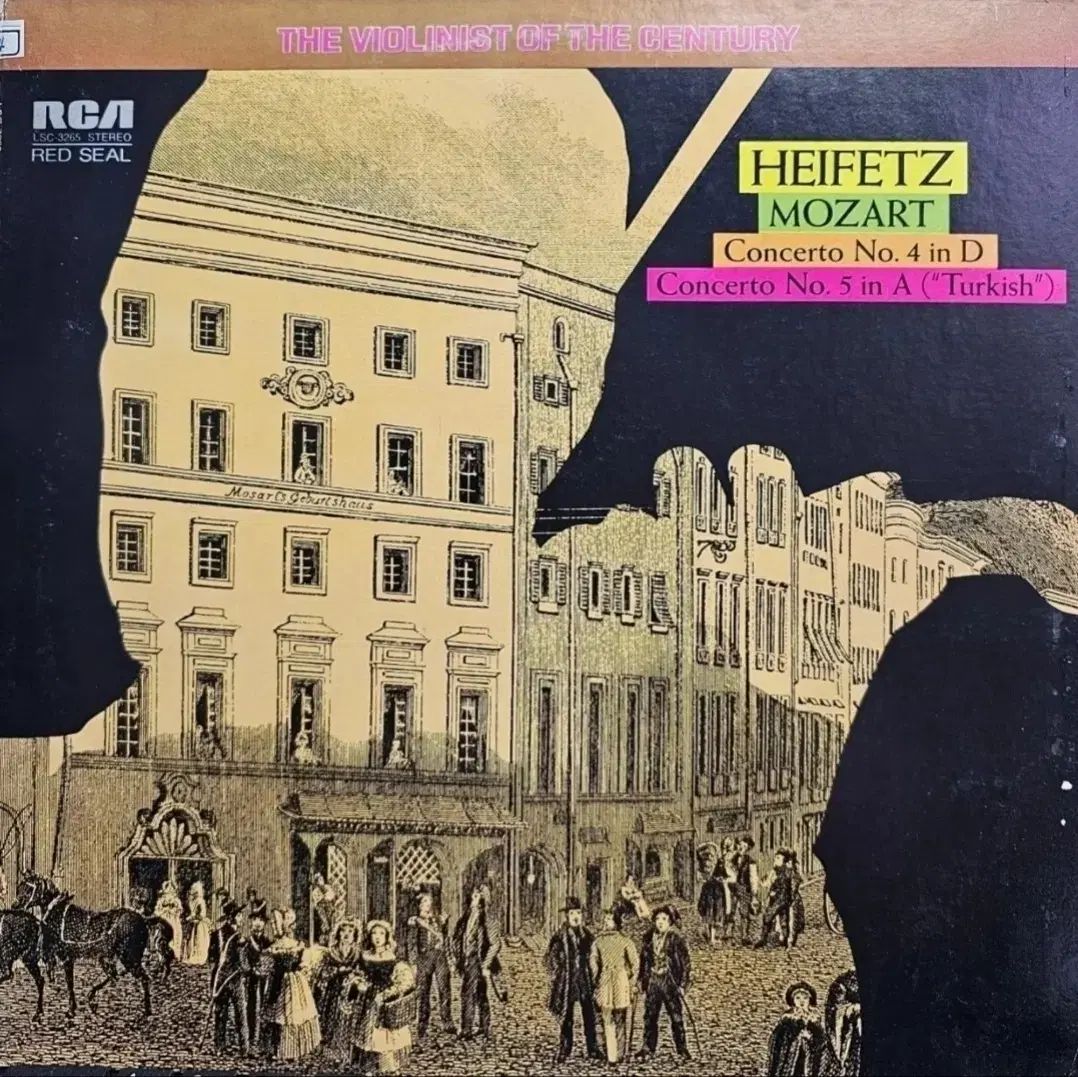 THE VIOLINIST OF THE CENTURY
RCA
LSC-3265 STEREO
RED SEAL
HEIFETZ
MOZART
Concerto No. 4 in D
Concerto No. 5 in A ("Turkish")
Mozarts Geburtshaus